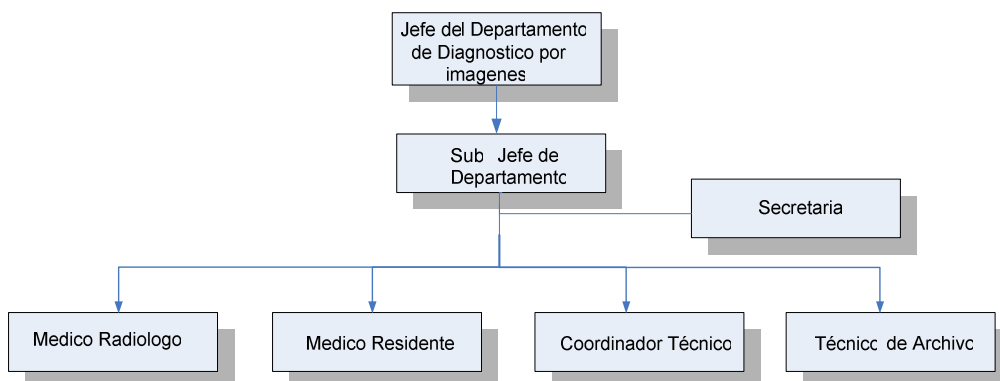 Jefe del Departamento
de Diagnostico por
imagenes
Sub Jefe de
Departamento
Secretaria
Medico Radiologo
Medico Residente
Coordinador Técnico
Técnico de Archivo